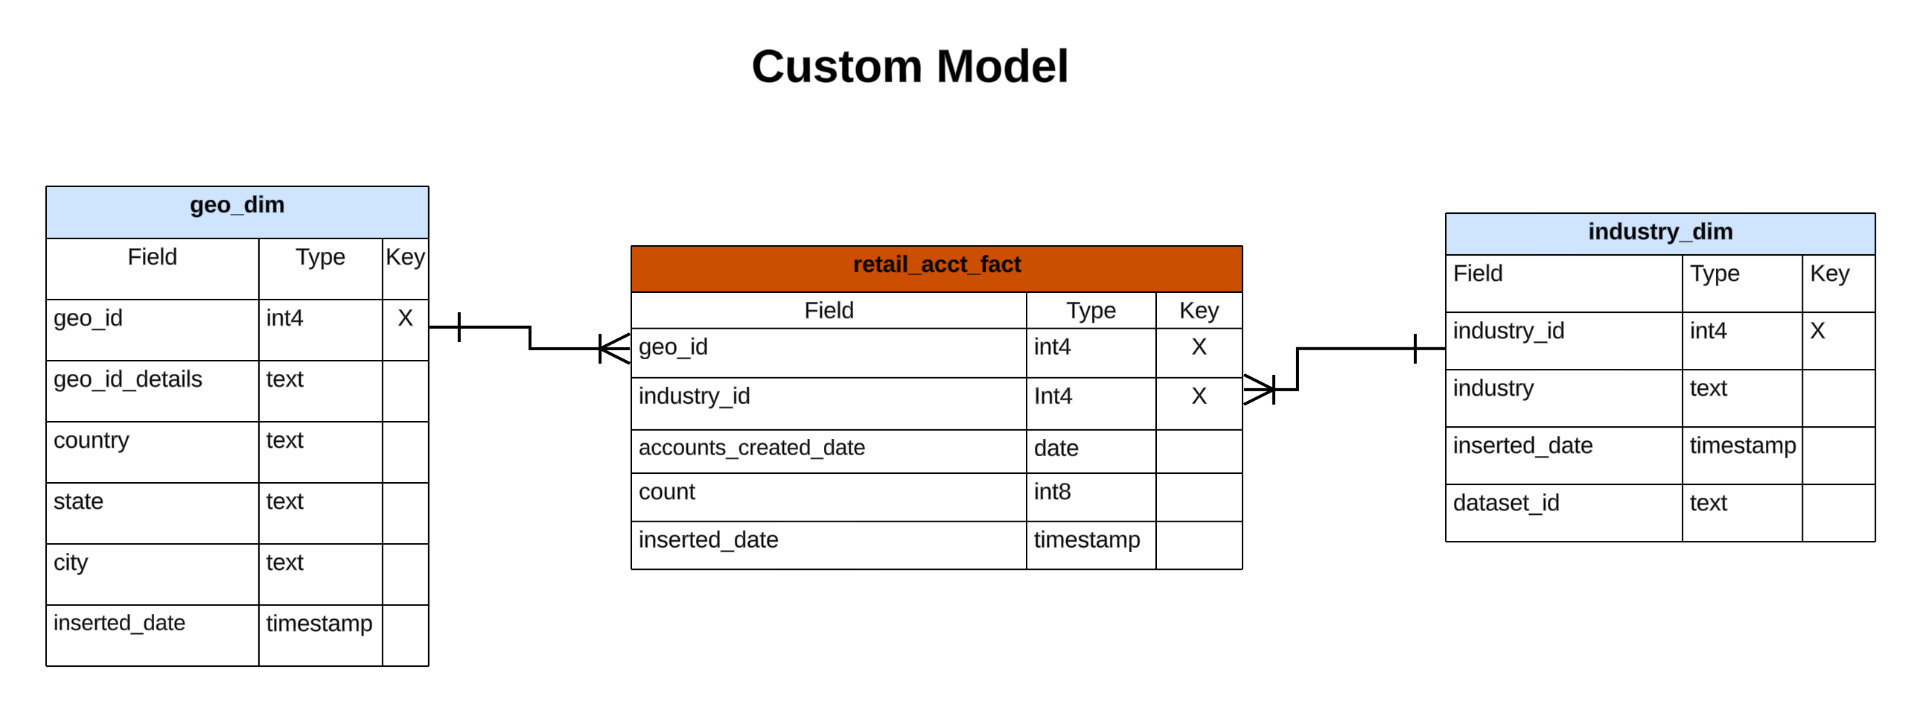 Custom Model
geo_dim
Field Type Key
geo_id int4 X
geo_id_details text
country text
state text
city text
inserted_date timestamp
retail_acct_fact
Field Type Key
geo_id int4 X
industry_id Int4 X
accounts_created_date date
count int8
inserted_date timestamp
industry_dim
Field Type Key
industry_id int4 X
industry text
inserted_date timestamp
dataset_id text